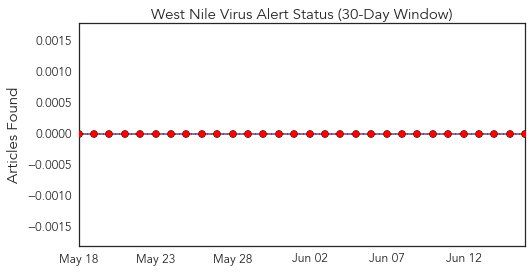 West Nile Virus Alert Status (30-Day Window)
Articles Found
0.0015
0.0010
0.0005
0.0000
−0.0005
−0.0010
−0.0015
May 18
May 23
May 28
Jun 02
Jun 07
Jun 12